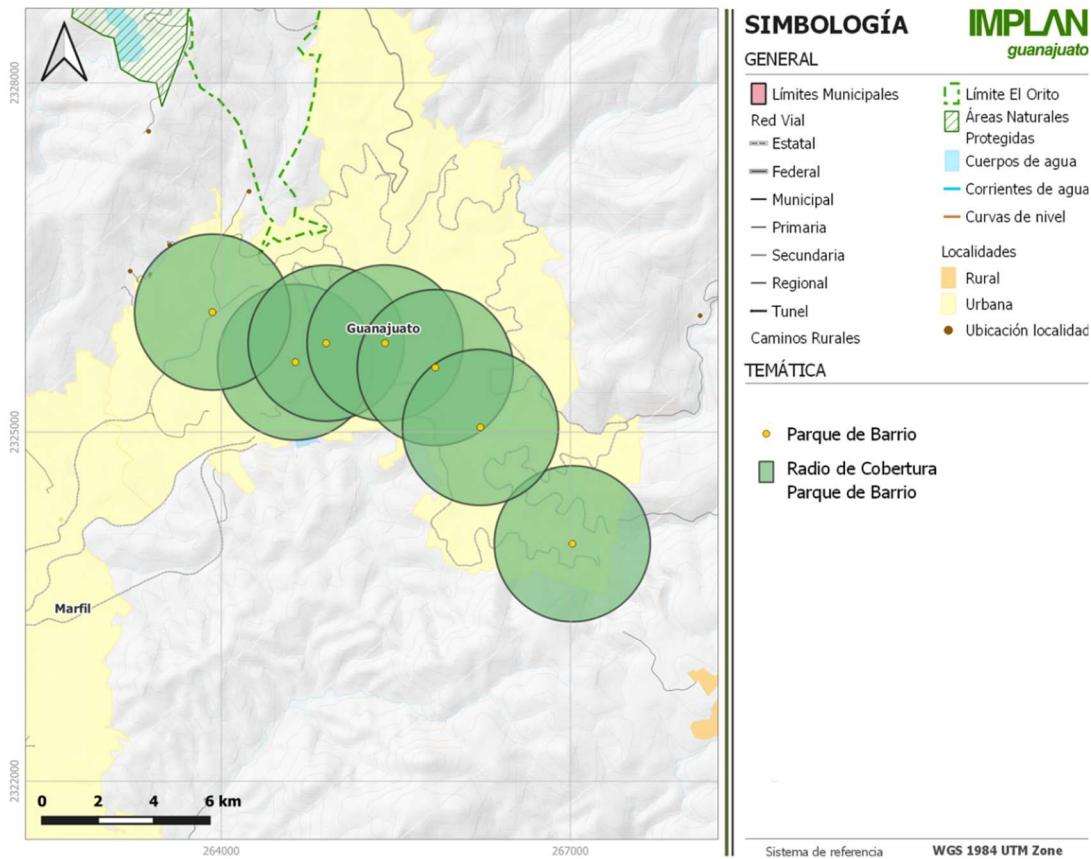 2328000
2325000
2322000
264000
267000
Guanajuato
Marfil
0 2 4 6 km
SIMBOLOGÍA
IMPLAN
guanajuato
GENERAL
Límites Municipales
Red Vial
Estatal
Federal
Municipal
Primaria
Secundaria
Regional
Tunel
Caminos Rurales
Límite El Orito
Áreas Naturales
Protegidas
Cuerpos de agua
Corrientes de agua
Curvas de nivel
Localidades
Rural
Urbana
Ubicación localidad
TEMÁTICA
Parque de Barrio
Radio de Cobertura
Parque de Barrio
Sistema de referencia WGS 1984 UTM Zone